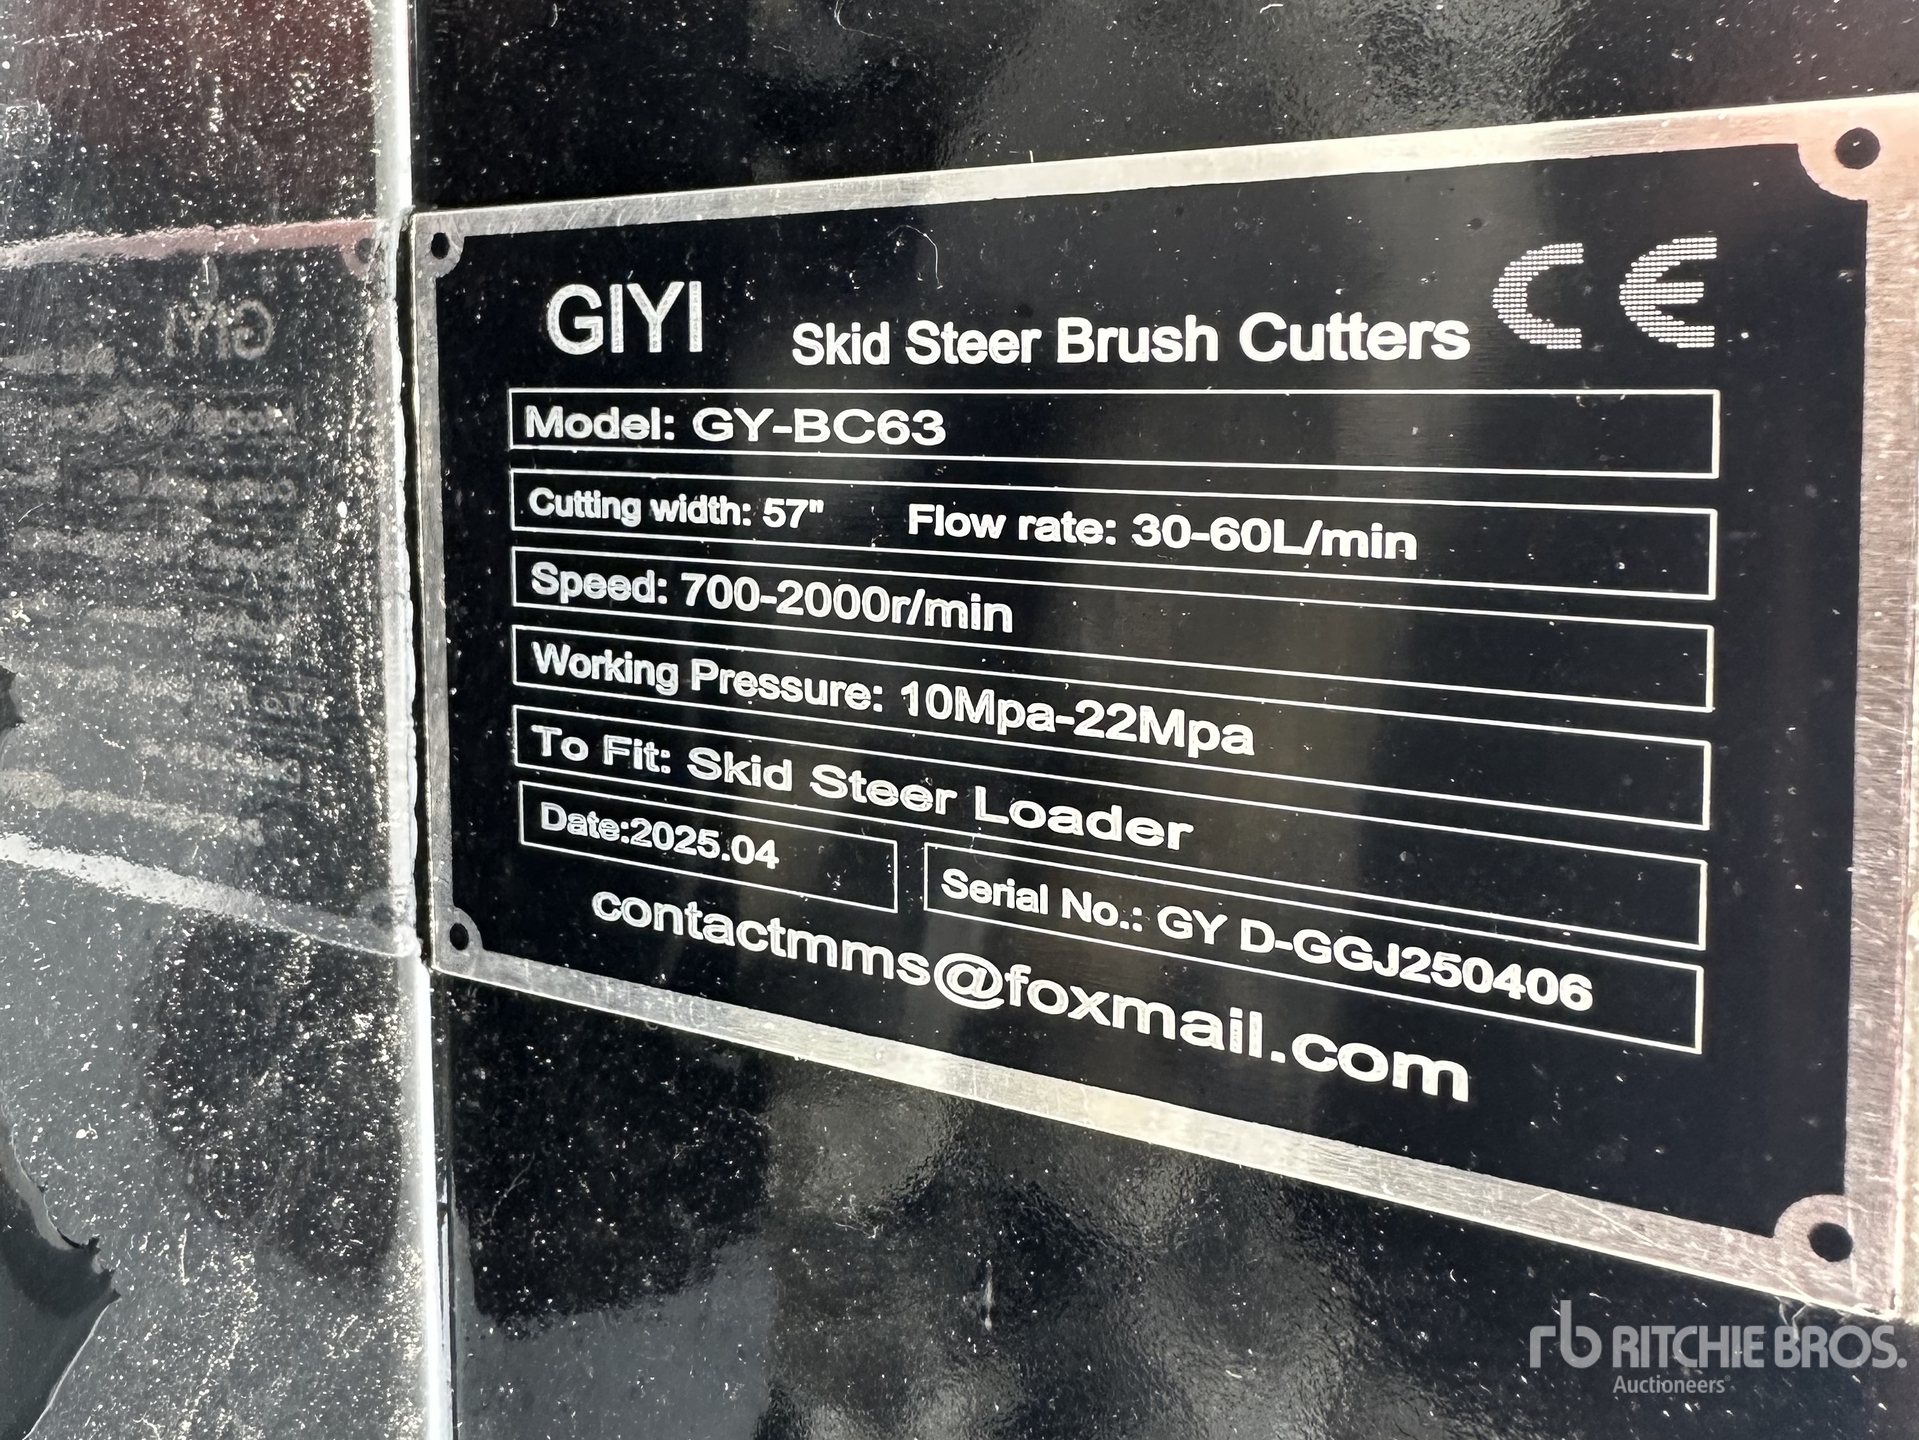 GIYI
Skid Steer Brush Cutters
CE
Model: GY-BC63
Cutting width: 57" Flow rate: 30-60L/min
Speed: 700-2000r/min
Working Pressure: 10Mpa-22Mpa
To Fit: Skid Steer Loader
Date:2025.04
Serial No.: GY D-GGJ250406
contactmms@foxmail.com
rb RITCHIE BROS.
Auctioneers